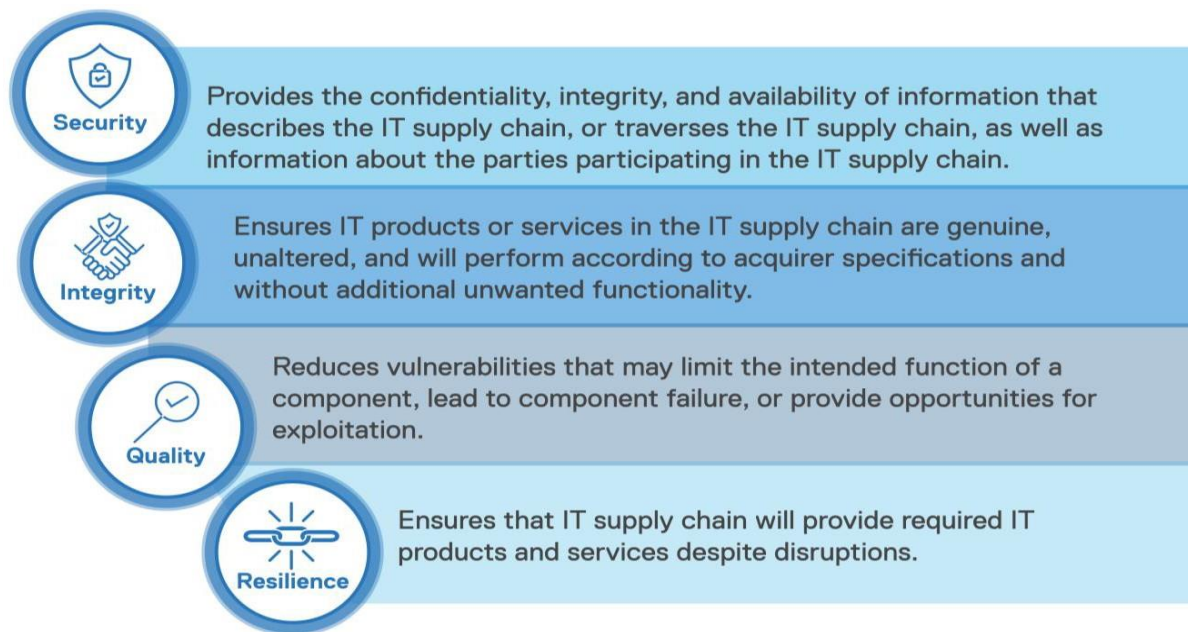 Security
Provides the confidentiality, integrity, and availability of information that
describes the IT supply chain, or traverses the IT supply chain, as well as
information about the parties participating in the IT supply chain.
Integrity
Ensures IT products or services in the IT supply chain are genuine,
unaltered, and will perform according to acquirer specifications and
without additional unwanted functionality.
Quality
Reduces vulnerabilities that may limit the intended function of a
component, lead to component failure, or provide opportunities for
exploitation.
Resilience
Ensures that IT supply chain will provide required IT
products and services despite disruptions.